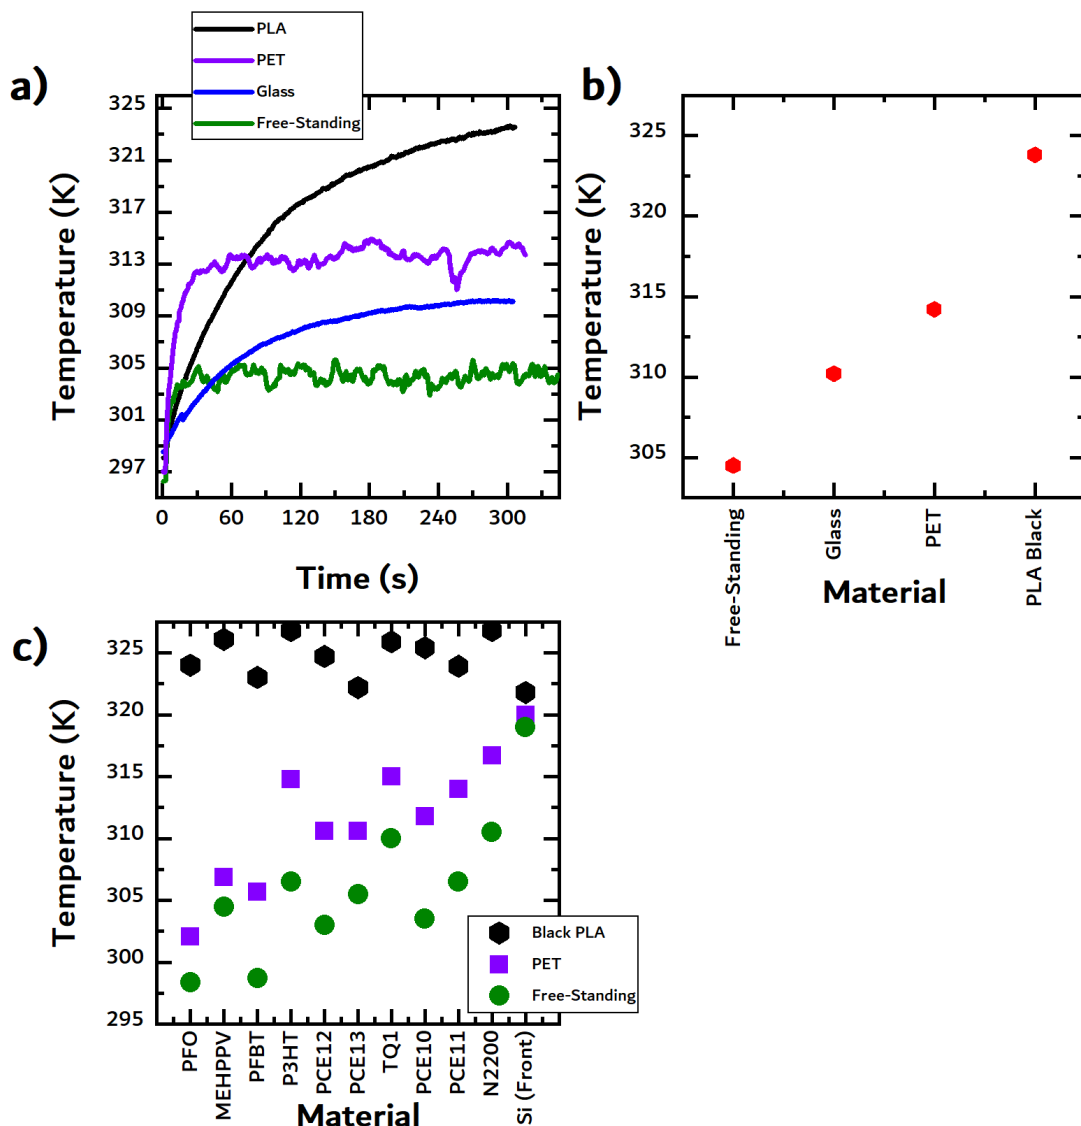 a)
PLA
PET
Glass
Free-Standing
Temperature (K)
325
321
317
313
309
305
301
297
0 60 120 180 240 300
Time (s)
b)
Temperature (K)
325
320
315
310
305
Free-Standing
Glass
PET
PLA Black
Material
c)
Temperature (K)
325
320
315
310
305
300
295
Black PLA
PET
Free-Standing
PFO
MEHPPV
PFBT
P3HT
PCE12
PCE13
TQ1
PCE10
PCE11
N2200
Si (Front)
Material